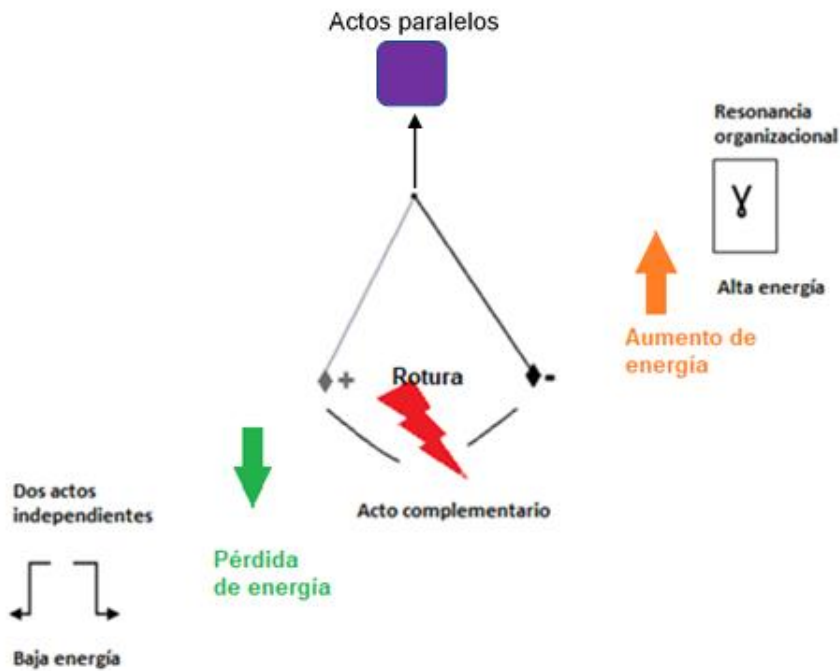 Actos paralelos
Resonancia
organizacional
Alta energía
Aumento de
energía
+ Rotura -
Acto complementario
Dos actos
independientes
Pérdida
de energía
Baja energía